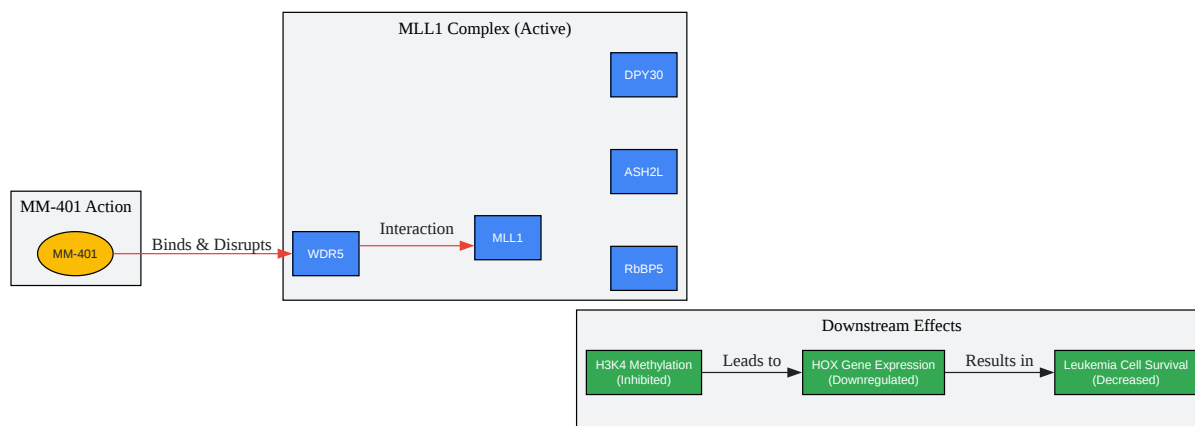 MLL1 Complex (Active)
DPY30
ASH2L
MM-401 Action
MM-401
Binds & Disrupts
WDR5
Interaction
MLL1
RbBP5
Downstream Effects
H3K4 Methylation
(Inhibited)
Leads to
HOX Gene Expression
(Downregulated)
Results in
Leukemia Cell Survival
(Decreased)